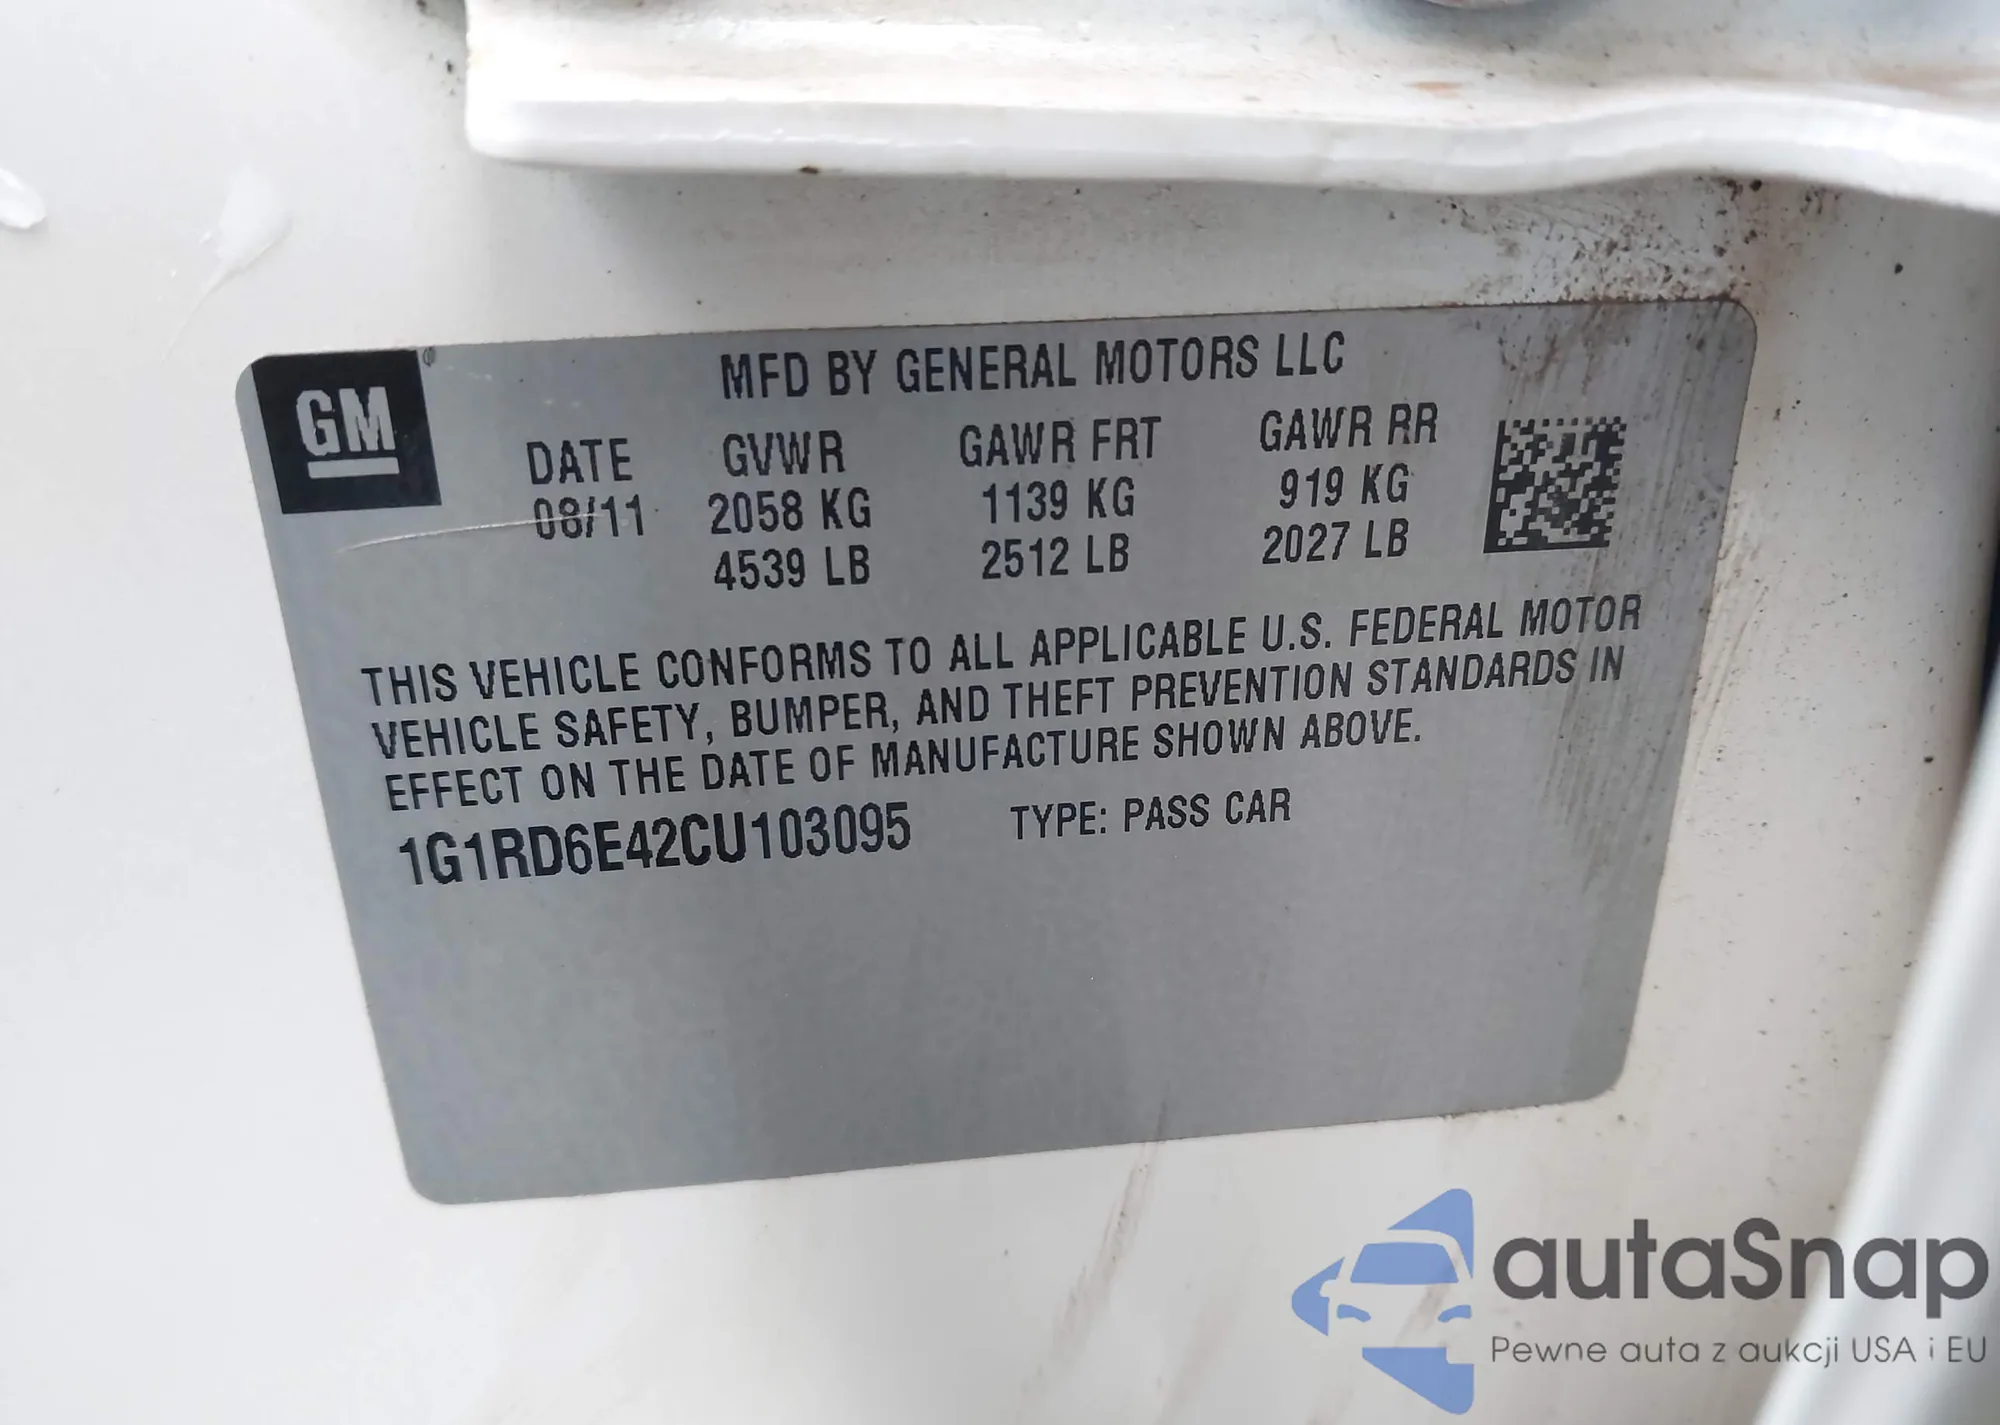 GM ®
MFD BY GENERAL MOTORS LLC
DATE GVWR GAWR FRT GAWR RR
08/11 2058 KG 1139 KG 919 KG
4539 LB 2512 LB 2027 LB
THIS VEHICLE CONFORMS TO ALL APPLICABLE U.S. FEDERAL MOTOR
VEHICLE SAFETY, BUMPER, AND THEFT PREVENTION STANDARDS IN
EFFECT ON THE DATE OF MANUFACTURE SHOWN ABOVE.
1G1RD6E42CU103095 TYPE: PASS CAR
autaSnap
Pewne auta z aukcji USA i EU